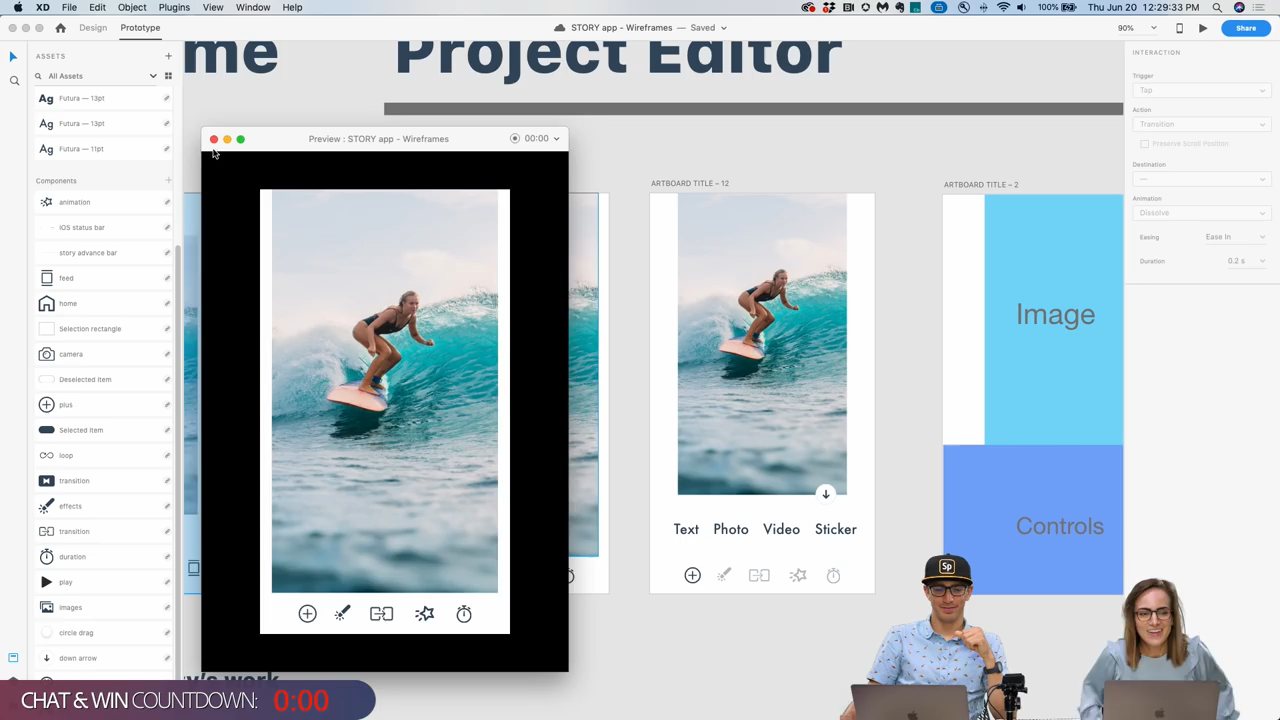 XD File Edit Object Plugins View Window Help
100% Thu Jun 20 12:29:33 PM
Design Prototype
STORY app - Wireframes — Saved
90%
Share
me Project Editor
ASSETS
All Assets
Ag Futura — 13pt
Ag Futura — 13pt
Ag Futura — 11pt
Components
animation
iOS status bar
story advance bar
feed
home
Selection rectangle
camera
Deselected item
plus
Selected item
loop
transition
effects
transition
duration
play
images
circle drag
down arrow
Preview : STORY app - Wireframes
00:00
ARTBOARD TITLE – 12
Text Photo Video Sticker
ARTBOARD TITLE – 2
Image
Controls
INTERACTION
Trigger
Tap
Action
Transition
Preserve Scroll Position
Destination
—
Animation
Dissolve
Easing Ease In
Duration 0.2 s
Sp
CHAT & WIN COUNTDOWN: 0:00